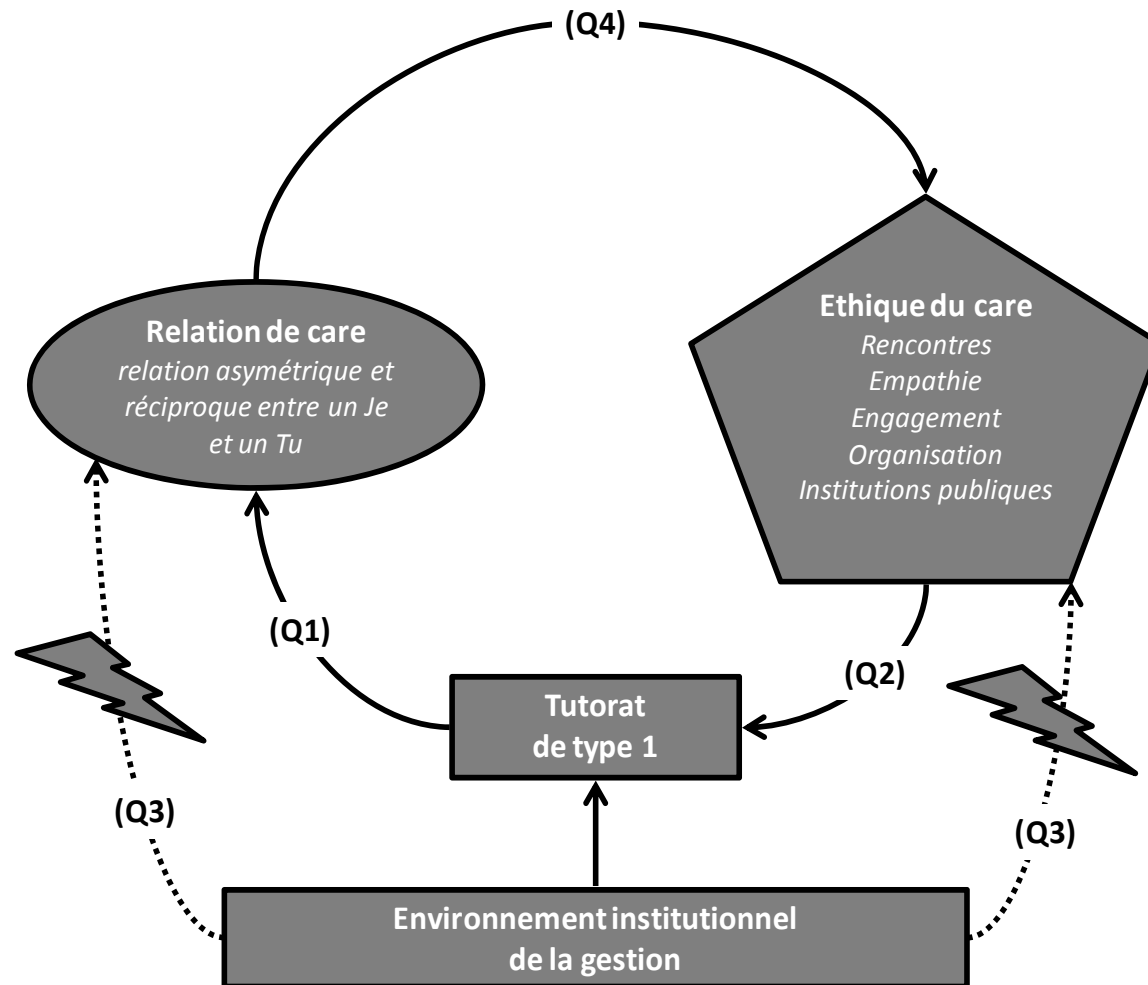 (Q4)
Relation de care
relation asymétrique et
réciproque entre un Je
et un Tu
Ethique du care
Rencontres
Empathie
Engagement
Organisation
Institutions publiques
(Q1)
(Q2)
Tutorat
de type 1
(Q3)
(Q3)
Environnement institutionnel
de la gestion